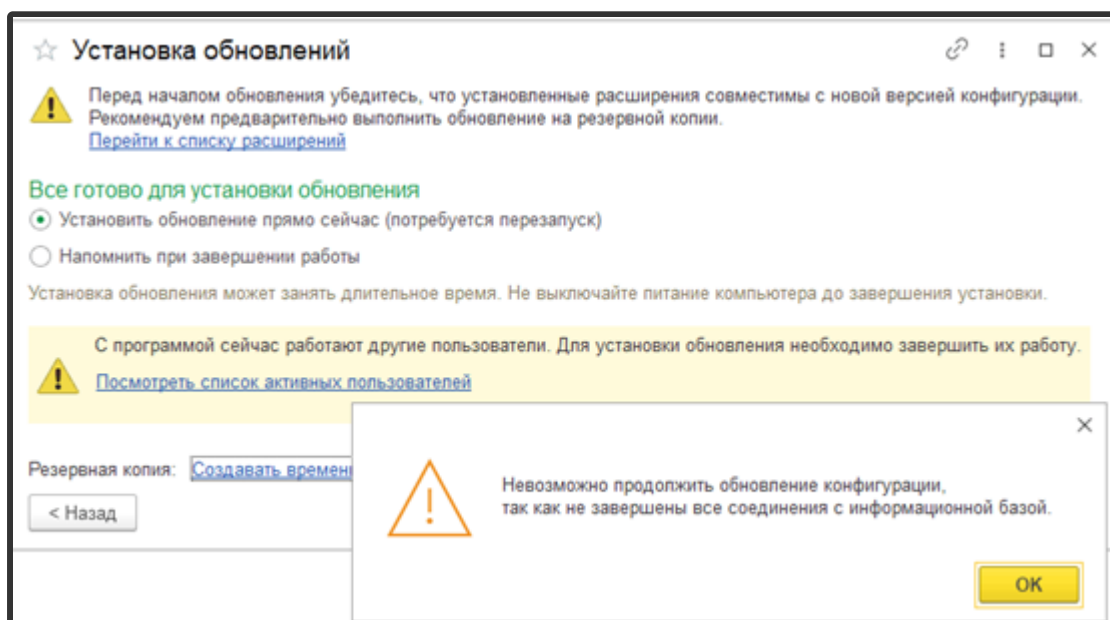 Установка обновлений
Перед началом обновления убедитесь, что установленные расширения совместимы с новой версией конфигурации.
Рекомендуем предварительно выполнить обновление на резервной копии.
Перейти к списку расширений
Все готово для установки обновления
Установить обновление прямо сейчас (потребуется перезапуск)
Напомнить при завершении работы
Установка обновления может занять длительное время. Не выключайте питание компьютера до завершения установки.
С программой сейчас работают другие пользователи. Для установки обновления необходимо завершить их работу.
Посмотреть список активных пользователей
Резервная копия: Создавать времен
< Назад
Невозможно продолжить обновление конфигурации,
так как не завершены все соединения с информационной базой.
ОК